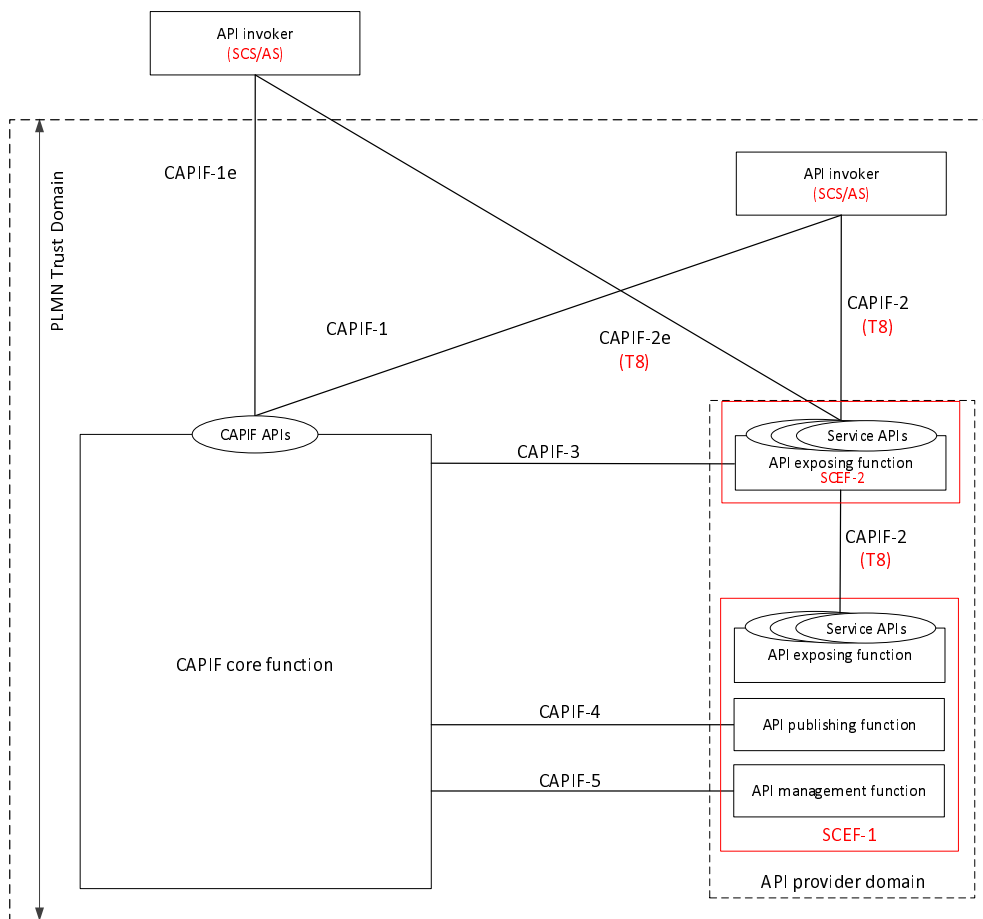 API invoker
(SCS/AS)
CAPIF-1e
PLMN Trust Domain
API invoker
(SCS/AS)
CAPIF-1
CAPIF-2e
(T8)
CAPIF-2
(T8)
CAPIF APIs
CAPIF-3
Service APIs
API exposing function
SCEF-2
CAPIF-2
(T8)
Service APIs
API exposing function
CAPIF core function
CAPIF-4
API publishing function
CAPIF-5
API management function
SCEF-1
API provider domain